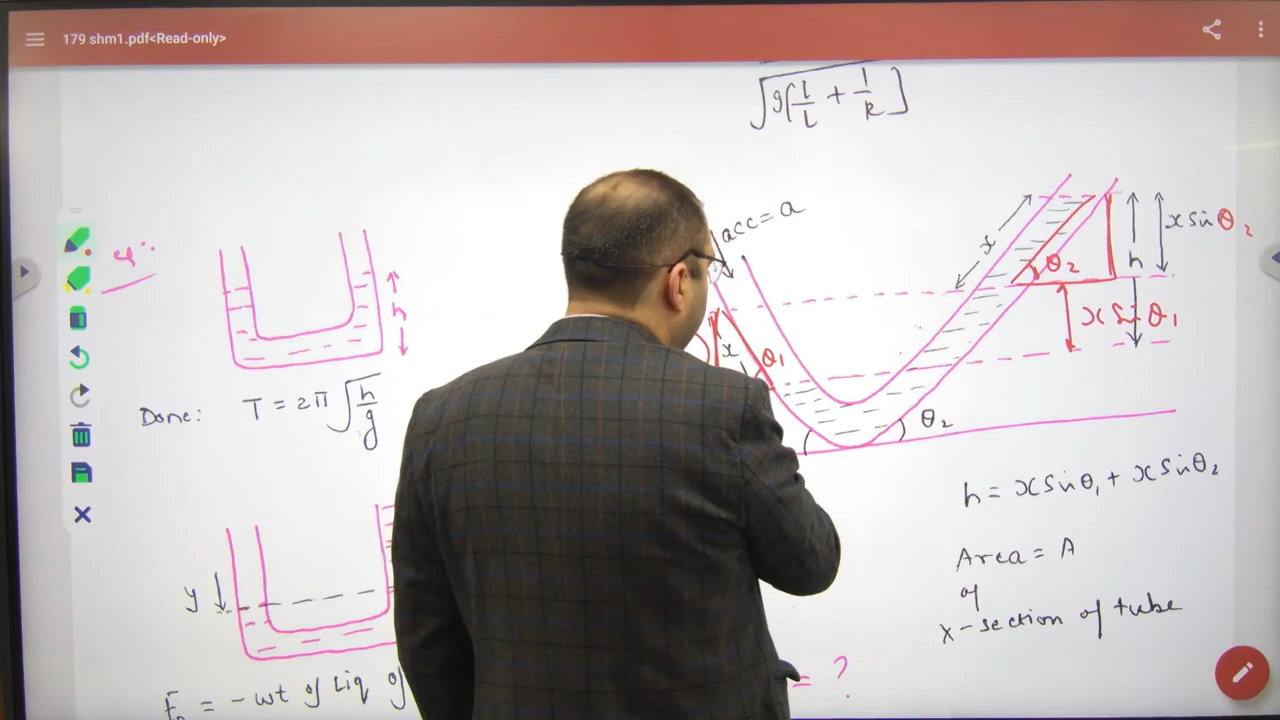 179 shm1.pdf<Read-only>
√g[1/L + 1/R]
acc = a
x
θ2
h
x sin θ2
x sin θ1
x
θ1
θ2
h
Done: T = 2π √h/g
h = x sin θ1 + x sin θ2
Area = A
of
x-section of tube
y
= - wt of Liq of
= ?